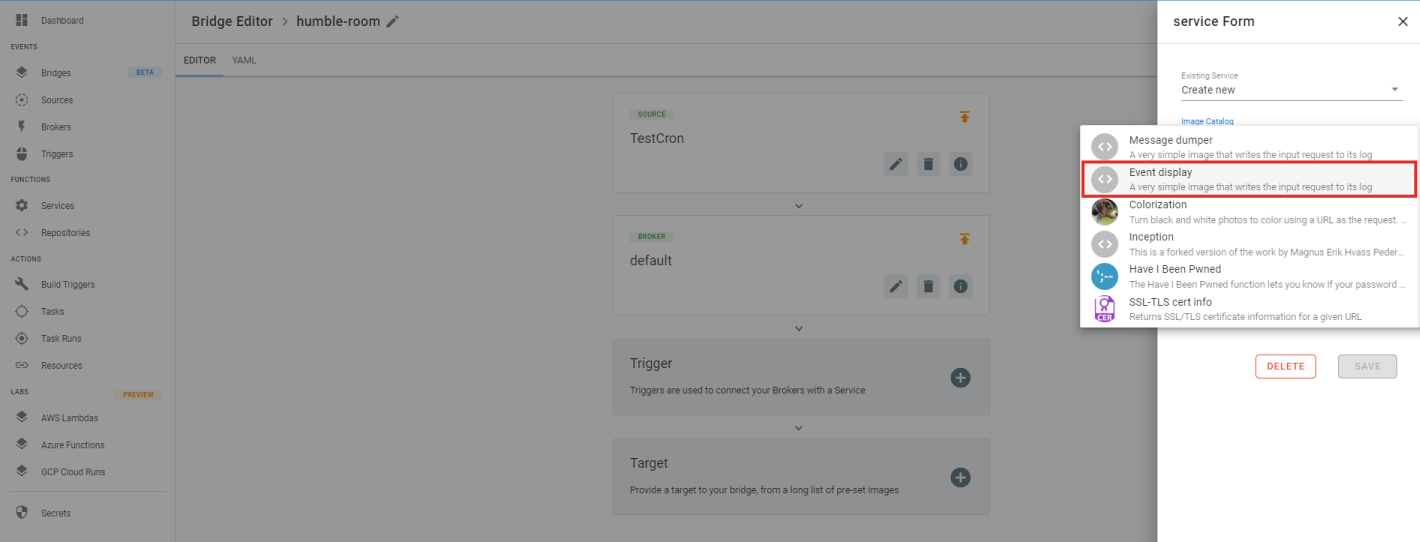 Dashboard
EVENTS
Bridges BETA
Sources
Brokers
Triggers
FUNCTIONS
Services
Repositories
ACTIONS
Build Triggers
Tasks
Task Runs
Resources
LABS PREVIEW
AWS Lambdas
Azure Functions
GCP Cloud Runs
Secrets
Bridge Editor > humble-room
EDITOR YAML
SOURCE
TestCron
BROKER
default
Trigger
Triggers are used to connect your Brokers with a Service
Target
Provide a target to your bridge, from a long list of pre-set images
service Form
Existing Service
Create new
Image Catalog
Message dumper
A very simple image that writes the input request to its log
Event display
A very simple image that writes the input request to its log
Colorization
Turn black and white photos to color using a URL as the request. ...
Inception
This is a forked version of the work by Magnus Erik Hvass Peder...
Have I Been Pwned
The Have I Been Pwned function lets you know if your password ...
SSL-TLS cert info
Returns SSL/TLS certificate information for a given URL
CER
DELETE SAVE